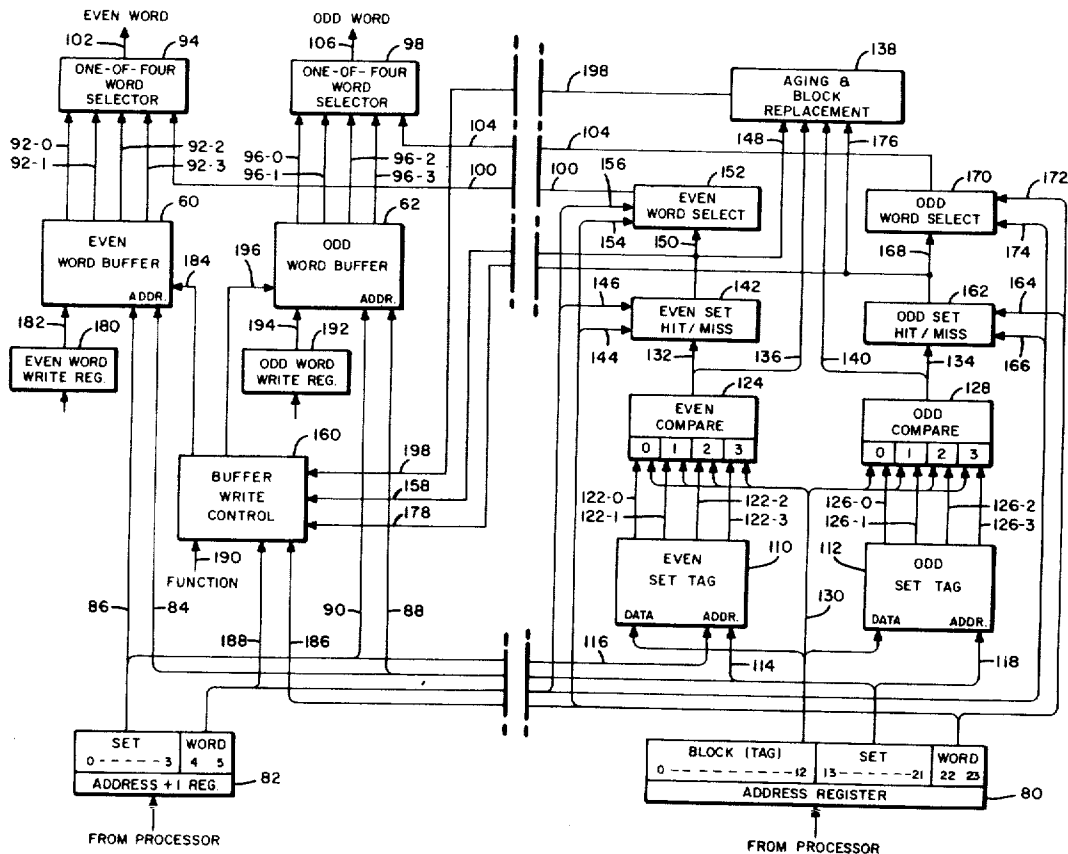 EVEN WORD
ODD WORD
102
94
106
98
138
ONE-OF-FOUR
WORD
SELECTOR
ONE-OF-FOUR
WORD
SELECTOR
198
AGING &
BLOCK
REPLACEMENT
92-0
92-1
92-2
92-3
96-0
96-1
96-2
96-3
104
100
104
148
176
156
100
152
170
172
60
62
EVEN
WORD SELECT
ODD
WORD SELECT
EVEN
WORD BUFFER
ADDR.
184
196
ODD
WORD BUFFER
ADDR.
154
150
168
174
146
142
162
164
182
180
194
192
EVEN SET
HIT/MISS
ODD SET
HIT/MISS
EVEN WORD
WRITE REG.
ODD WORD
WRITE REG.
144
132
136
140
134
166
124
128
160
EVEN
COMPARE
0 1 2 3
ODD
COMPARE
0 1 2 3
BUFFER
WRITE
CONTROL
198
158
178
122-0
122-1
122-2
122-3
126-0
126-1
126-2
126-3
190
FUNCTION
110
112
EVEN
SET TAG
DATA ADDR.
ODD
SET TAG
DATA ADDR.
86
84
90
88
130
188
186
116
114
118
SET
0 - - - - - 3
WORD
4 5
ADDRESS +1 REG.
82
BLOCK (TAG)
0 - - - - - - - 12
SET
13 - - - - - - - 21
WORD
22 23
ADDRESS REGISTER
80
FROM PROCESSOR
FROM PROCESSOR